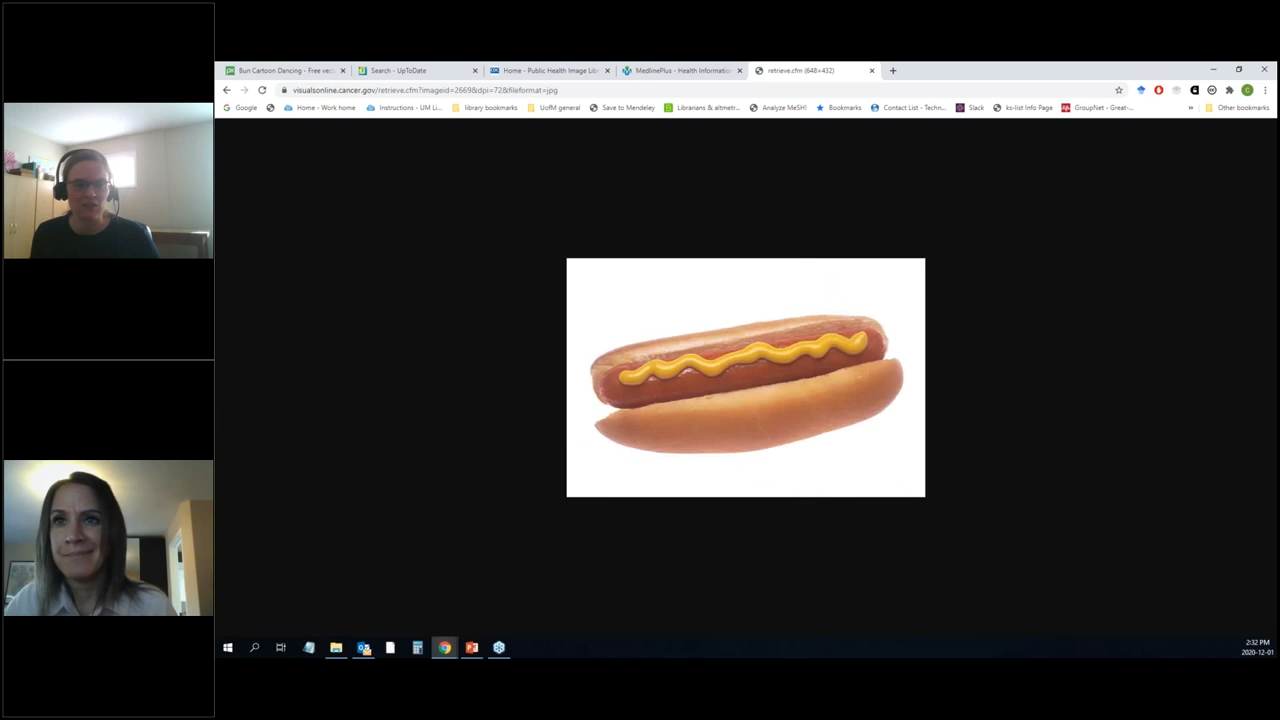 Bun Cartoon Dancing - Free vec
Search - UpToDate
Home - Public Health Image Lib
MedlinePlus - Health Information
retrieve.cfm (648×432)
visualsonline.cancer.gov/retrieve.cfm?imageid=2669&dpi=72&fileformat=jpg
Google
Home - Work home
Instructions - UM Li...
library bookmarks
UofM general
Save to Mendeley
Librarians & altmetr...
Analyze MeSH!
Bookmarks
Contact List - Techn...
Slack
ks-list Info Page
GroupNet - Great-...
»
Other bookmarks
C
2:32 PM
2020-12-01